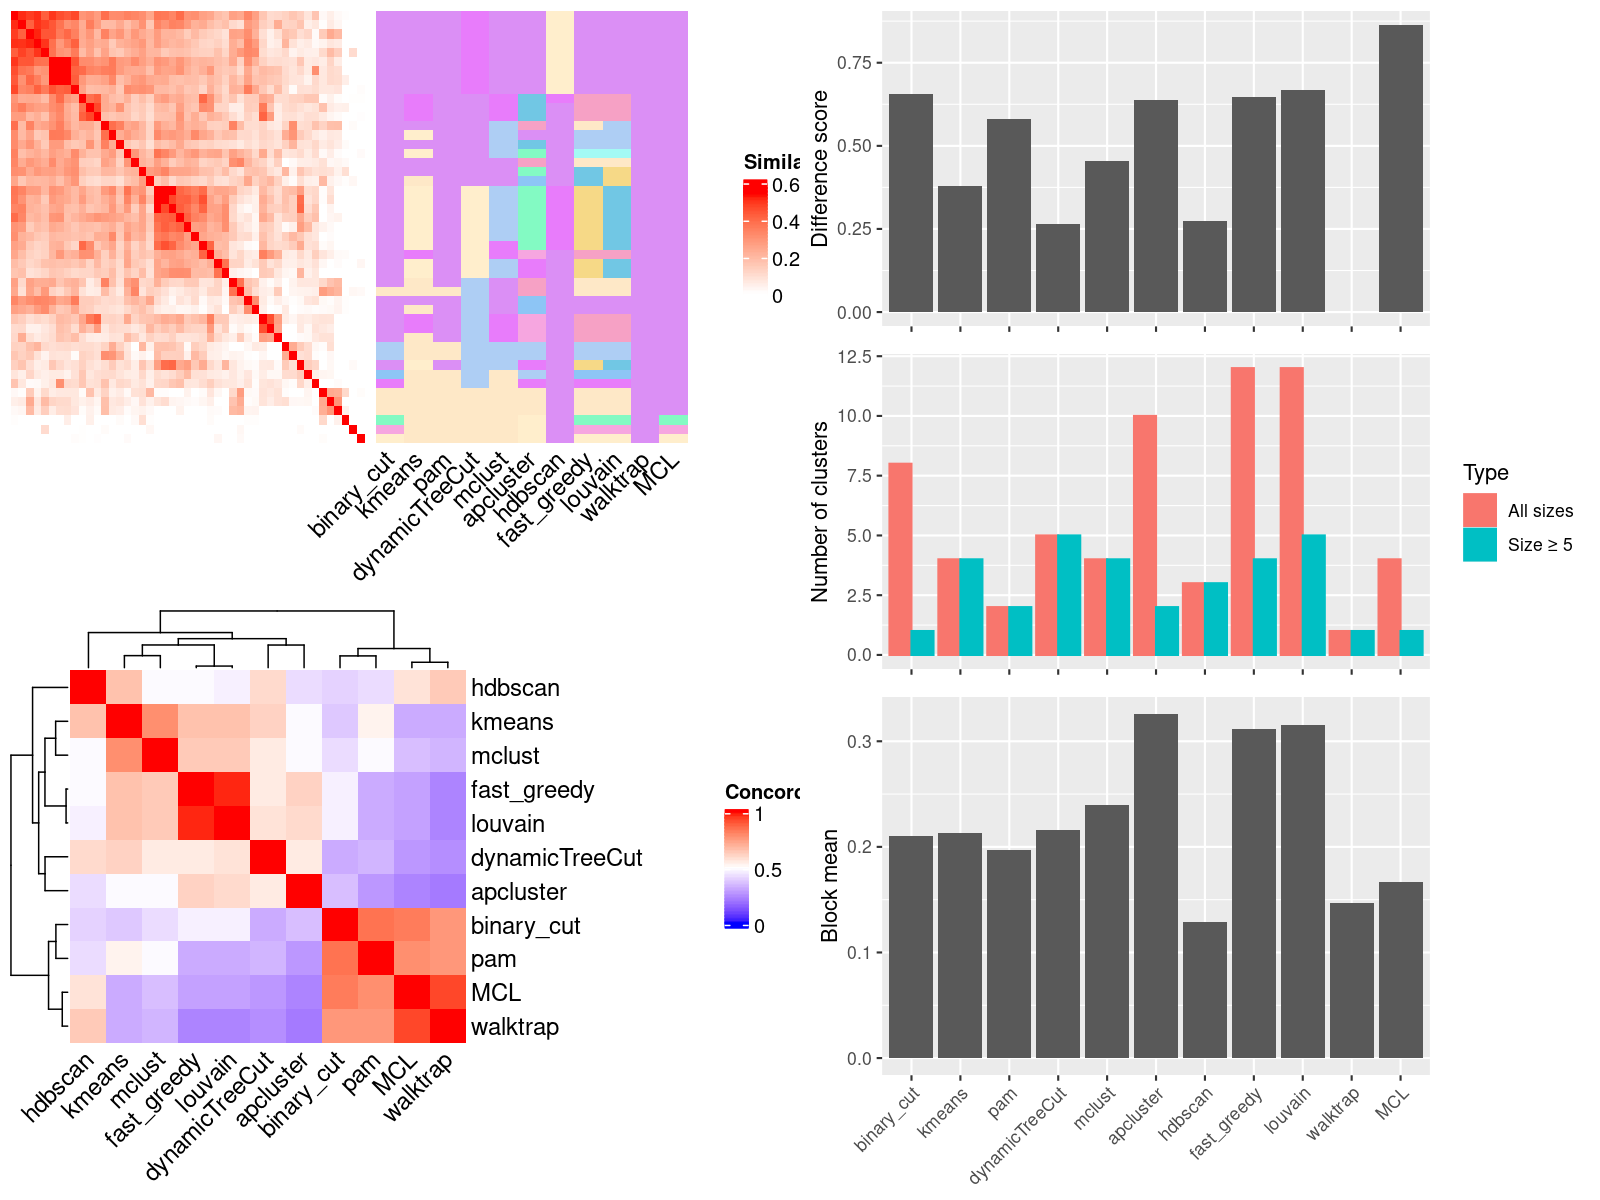 Simila
0.6
0.4
0.2
0
binary_cut
kmeans
pam
dynamicTreeCut
mclust
apcluster
hdbscan
fast_greedy
louvain
walktrap
MCL
hdbscan
kmeans
mclust
fast_greedy
louvain
dynamicTreeCut
apcluster
binary_cut
pam
MCL
walktrap
hdbscan
kmeans
mclust
fast_greedy
louvain
dynamicTreeCut
apcluster
binary_cut
pam
MCL
walktrap
Concord
1
0.5
0
Difference score
0.75
0.50
0.25
0.00
Number of clusters
12.5
10.0
7.5
5.0
2.5
0.0
Type
All sizes
Size ≥ 5
Block mean
0.3
0.2
0.1
0.0
binary_cut
kmeans
pam
dynamicTreeCut
mclust
apcluster
hdbscan
fast_greedy
louvain
walktrap
MCL